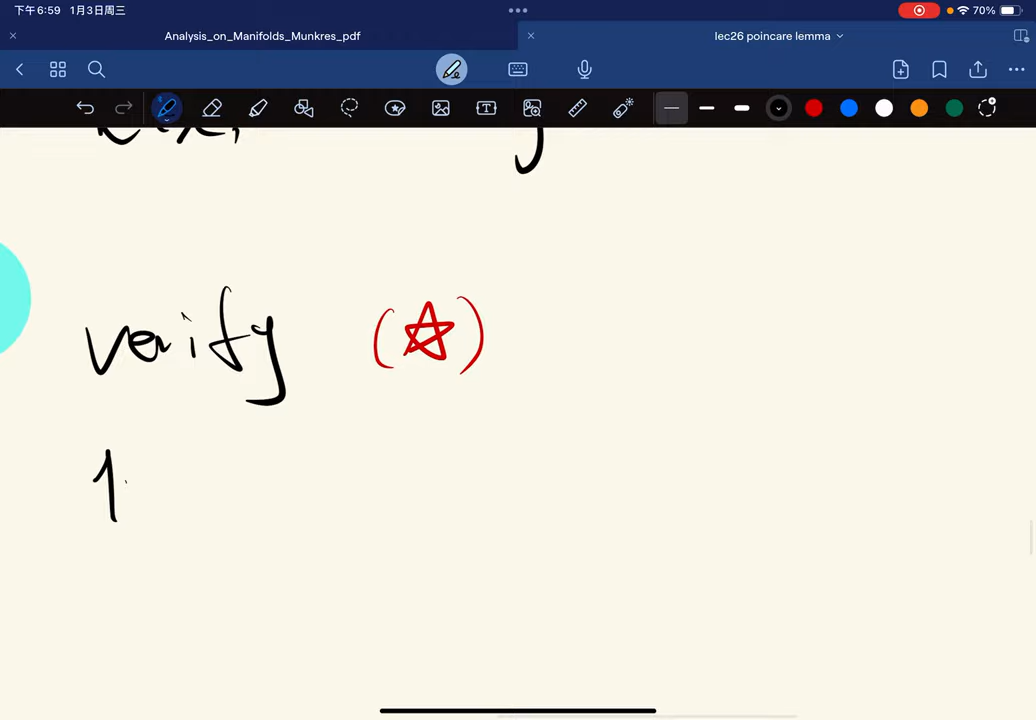 下午6:59 1月3日周三
70%
Analysis_on_Manifolds_Munkres_pdf
lec26 poincare lemma
verify (☆)
1